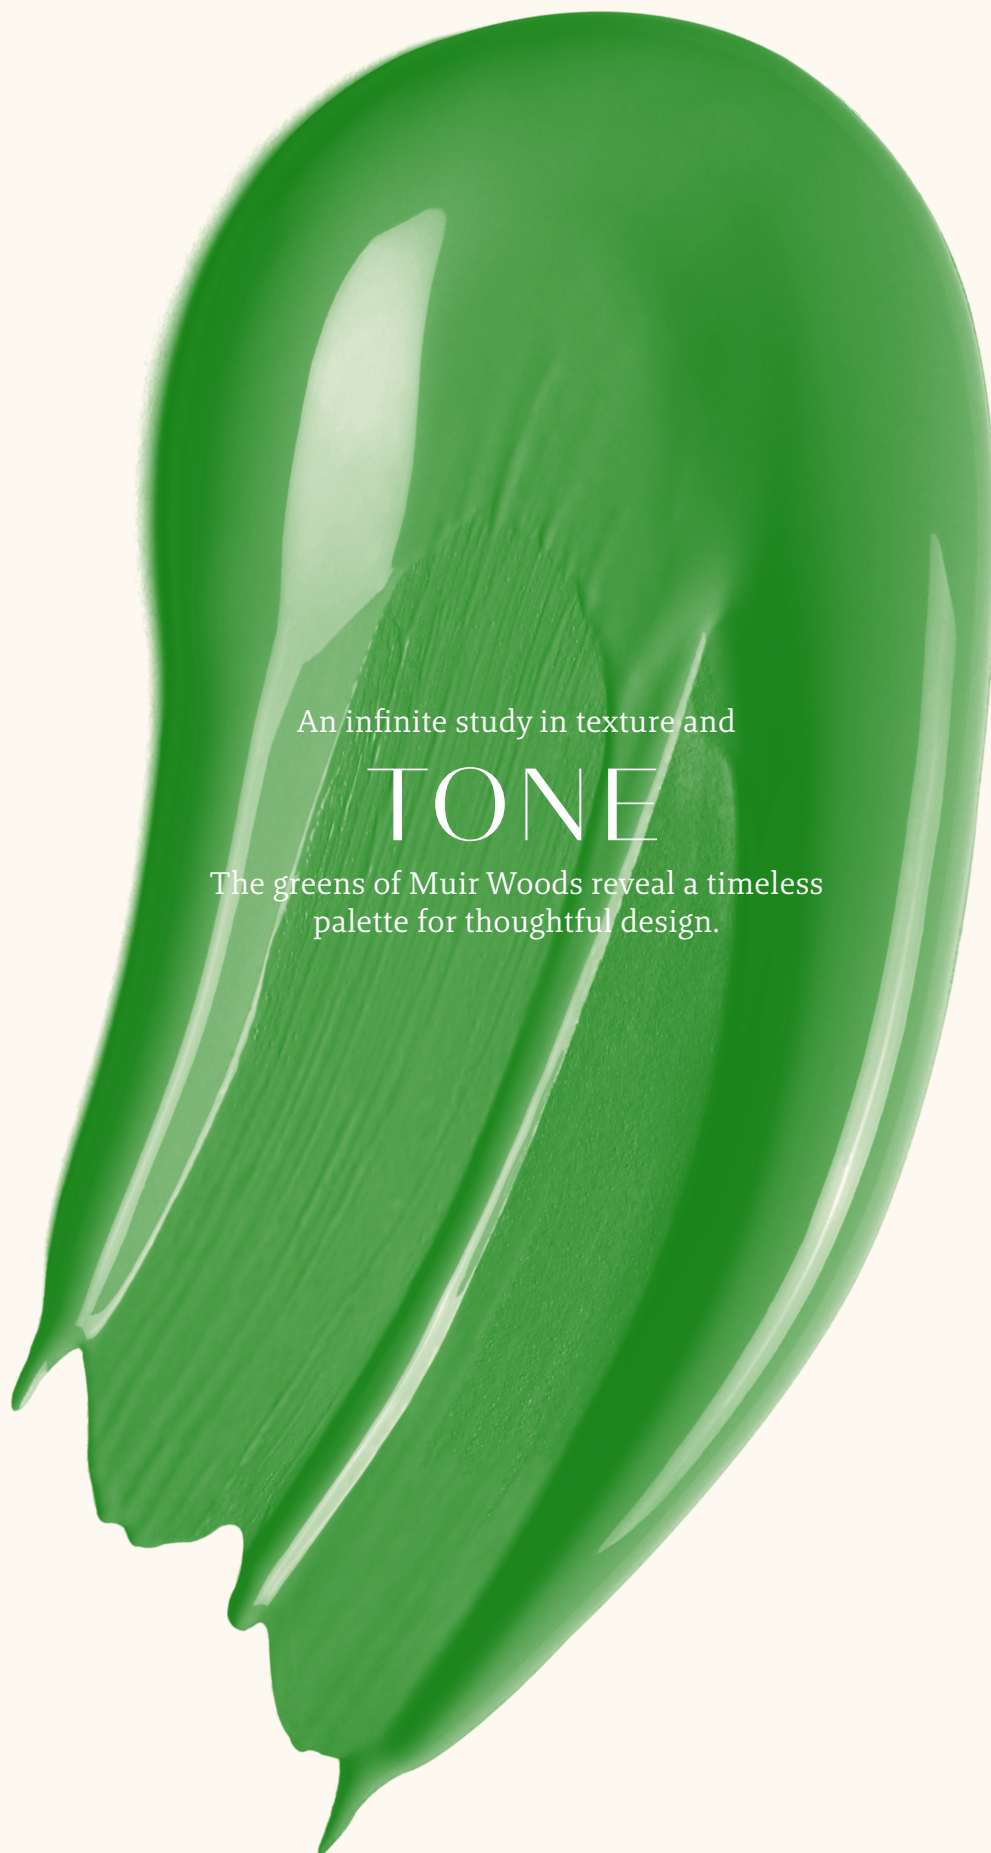 An infinite study in texture and
TONE
The greens of Muir Woods reveal a timeless
palette for thoughtful design.